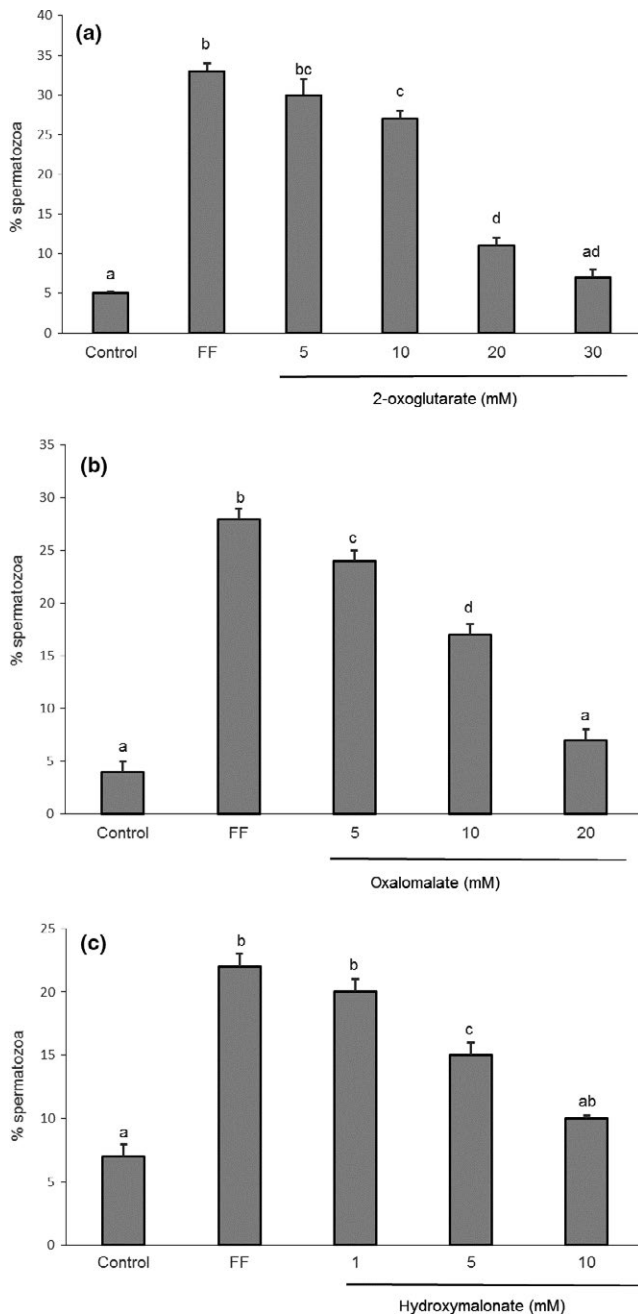 (a)
40
35
30
25
20
15
10
5
0
% spermatozoa
a
b
bc
c
d
ad
Control FF 5 10 20 30
2-oxoglutarate (mM)
(b)
35
30
25
20
15
10
5
0
% spermatozoa
a
b
c
d
a
Control FF 5 10 20
Oxalomalate (mM)
(c)
25
20
15
10
5
0
% spermatozoa
a
b
b
c
ab
Control FF 1 5 10
Hydroxymalonate (mM)